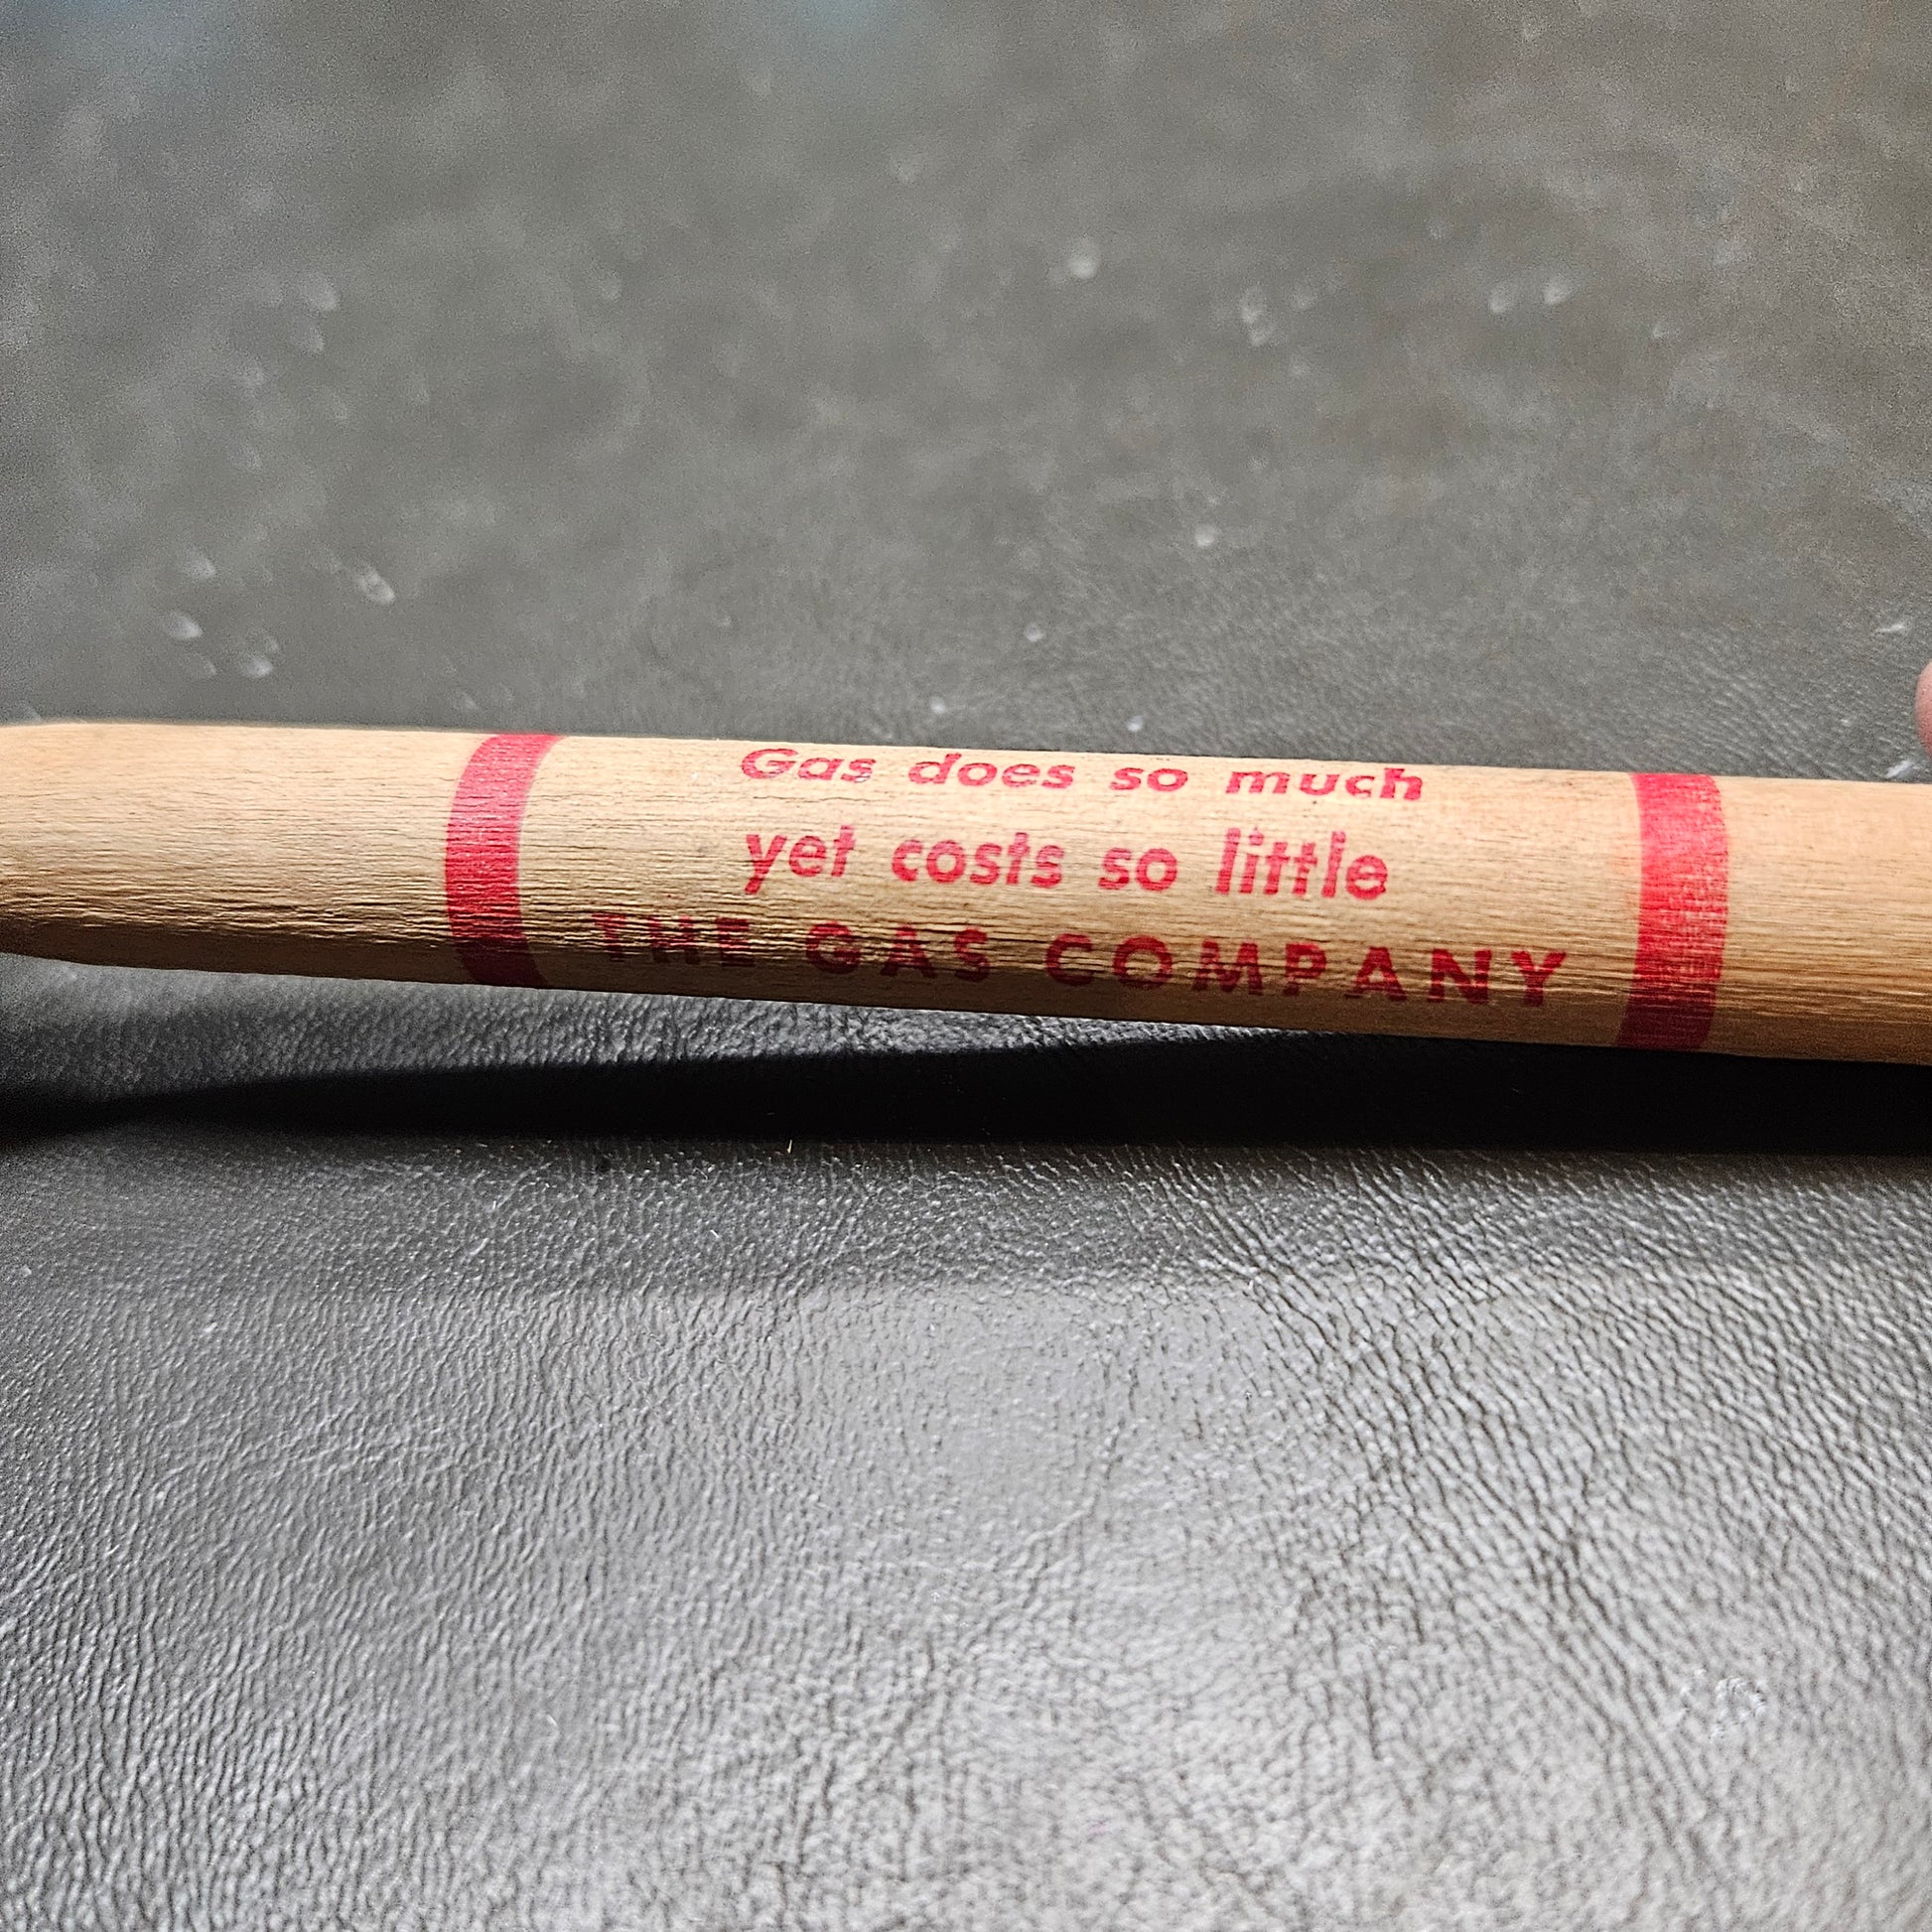 Gas does so much
yet costs so little
THE GAS COMPANY